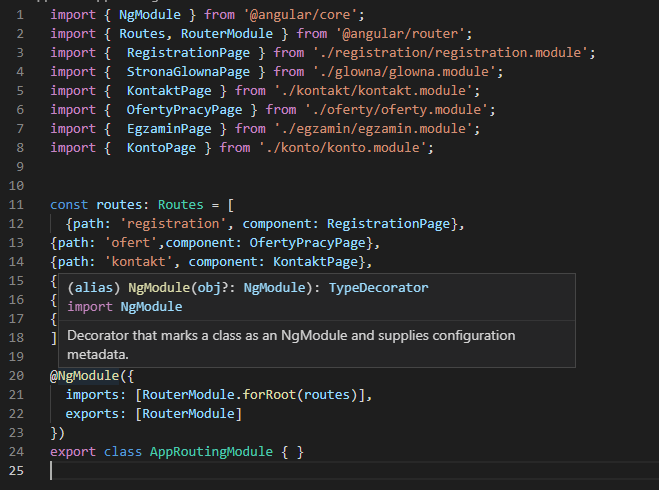 1 import { NgModule } from '@angular/core';
2 import { Routes, RouterModule } from '@angular/router';
3 import {  RegistrationPage } from './registration/registration.module';
4 import {  StronaGlownaPage } from './glowna/glowna.module';
5 import {  KontaktPage } from './kontakt/kontakt.module';
6 import {  OfertyPracyPage } from './oferty/oferty.module';
7 import {  EgzaminPage } from './egzamin/egzamin.module';
8 import {  KontoPage } from './konto/konto.module';
9
10
11 const routes: Routes = [
12   {path: 'registration', component: RegistrationPage},
13 {path: 'ofert',component: OfertyPracyPage},
14 {path: 'kontakt', component: KontaktPage},
15 {
(alias) NgModule(obj?: NgModule): TypeDecorator
16 {
import NgModule
17 {
Decorator that marks a class as an NgModule and supplies configuration
18 ]
metadata.
19
20 @NgModule({
21   imports: [RouterModule.forRoot(routes)],
22   exports: [RouterModule]
23 })
24 export class AppRoutingModule { }
25